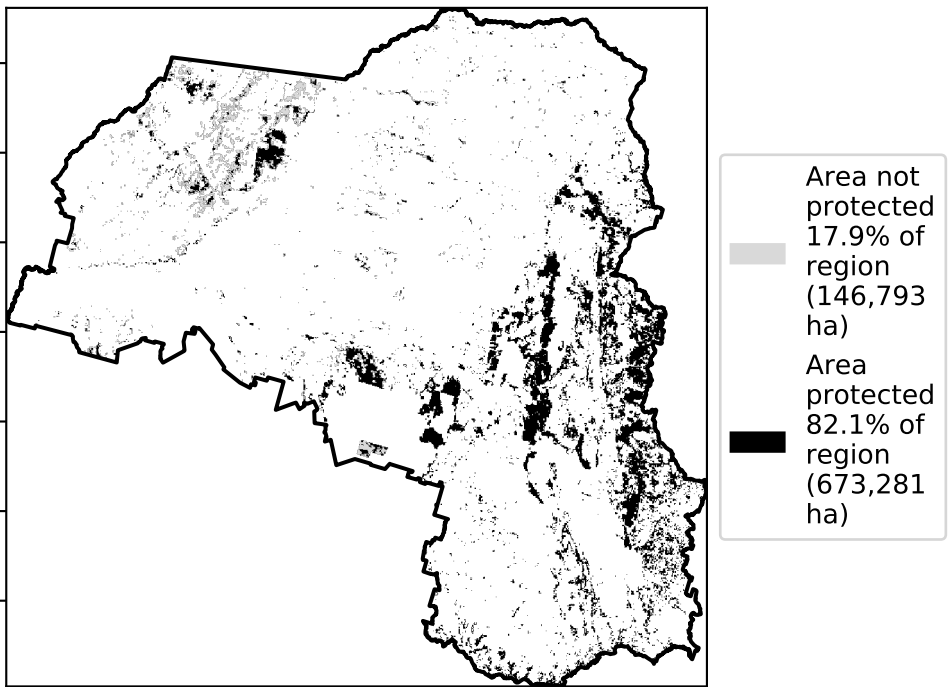 Area not
protected
17.9% of
region
(146,793
ha)
Area
protected
82.1% of
region
(673,281
ha)